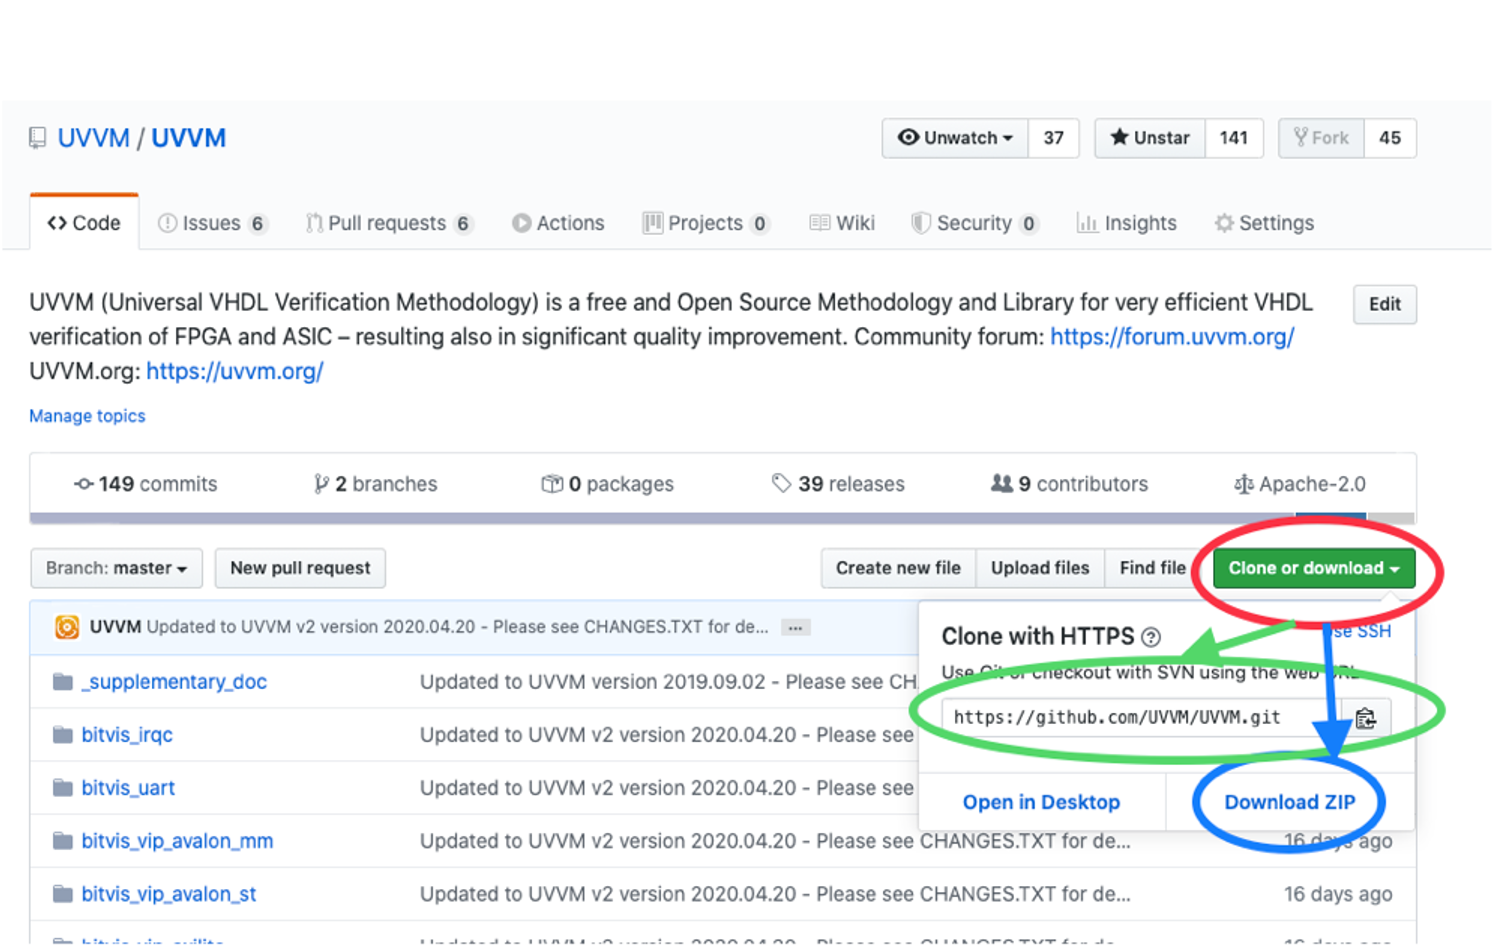 UVVM / UVVM
Unwatch 37 Unstar 141 Fork 45
Code Issues 6 Pull requests 6 Actions Projects 0 Wiki Security 0 Insights Settings
UVVM (Universal VHDL Verification Methodology) is a free and Open Source Methodology and Library for very efficient VHDL
verification of FPGA and ASIC – resulting also in significant quality improvement. Community forum: https://forum.uvvm.org/
UVVM.org: https://uvvm.org/
Edit
Manage topics
149 commits 2 branches 0 packages 39 releases 9 contributors Apache-2.0
Branch: master New pull request Create new file Upload files Find file Clone or download
UVVM Updated to UVVM v2 version 2020.04.20 - Please see CHANGES.TXT for de... ...
Clone with HTTPS ? Use SSH
Use Git or checkout with SVN using the web URL.
https://github.com/UVVM/UVVM.git
Open in Desktop Download ZIP
_supplementary_doc Updated to UVVM version 2019.09.02 - Please see CH
bitvis_irqc Updated to UVVM v2 version 2020.04.20 - Please see
bitvis_uart Updated to UVVM v2 version 2020.04.20 - Please see
bitvis_vip_avalon_mm Updated to UVVM v2 version 2020.04.20 - Please see CHANGES.TXT for de... 16 days ago
bitvis_vip_avalon_st Updated to UVVM v2 version 2020.04.20 - Please see CHANGES.TXT for de... 16 days ago